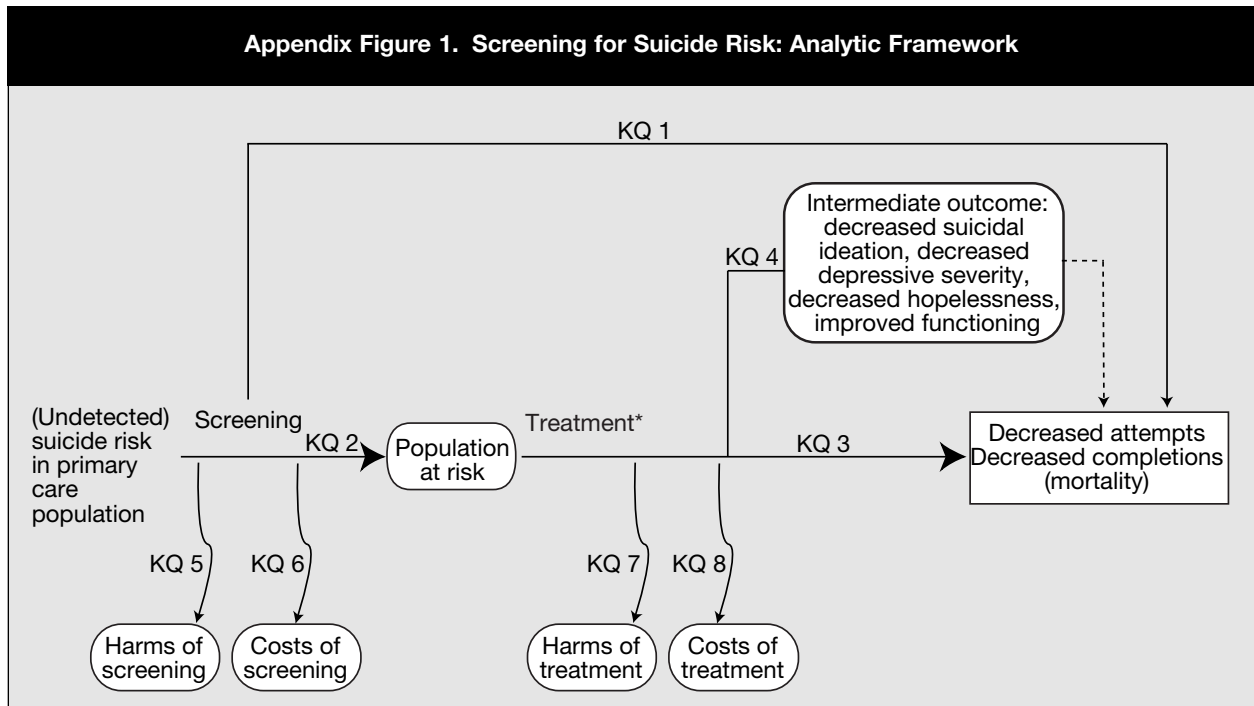 Appendix Figure 1. Screening for Suicide Risk: Analytic Framework
KQ 1
Intermediate outcome:
decreased suicidal
ideation, decreased
depressive severity,
decreased hopelessness,
improved functioning
KQ 4
(Undetected)
suicide risk
in primary
care
population
Screening
KQ 2
Population
at risk
Treatment*
KQ 3
Decreased attempts
Decreased completions
(mortality)
KQ 5
KQ 6
KQ 7
KQ 8
Harms of
screening
Costs of
screening
Harms of
treatment
Costs of
treatment